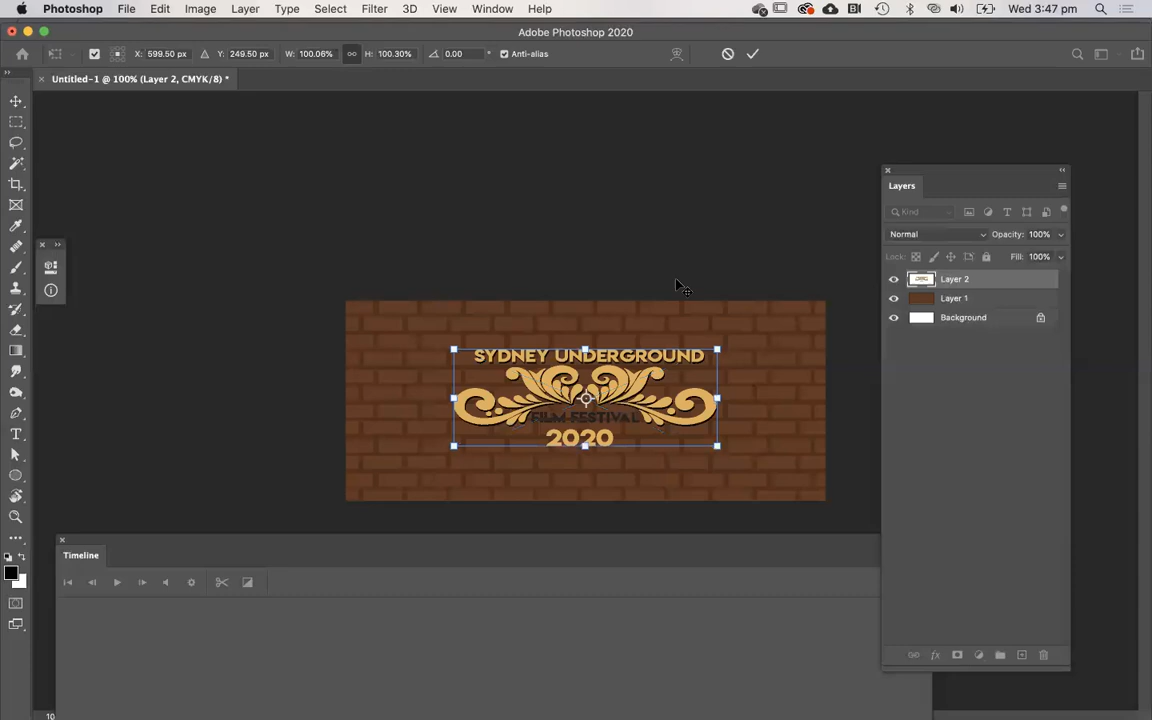 Photoshop File Edit Image Layer Type Select Filter 3D View Window Help Wed 3:47 pm
Adobe Photoshop 2020
X: 599.50 px Y: 249.50 px W: 100.06% H: 100.30% 0.00 ° Anti-alias
Untitled-1 @ 100% (Layer 2, CMYK/8) *
Layers
Kind
Normal Opacity: 100%
Lock: Fill: 100%
Layer 2
Layer 1
Background
SYDNEY UNDERGROUND
FILM FESTIVAL
2020
Timeline
10